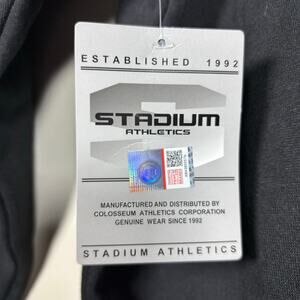 ESTABLISHED 1992
STADIUM
ATHLETICS
MANUFACTURED AND DISTRIBUTED BY
COLOSSEUM ATHLETICS CORPORATION
GENUINE WEAR SINCE 1992
STADIUM ATHLETICS